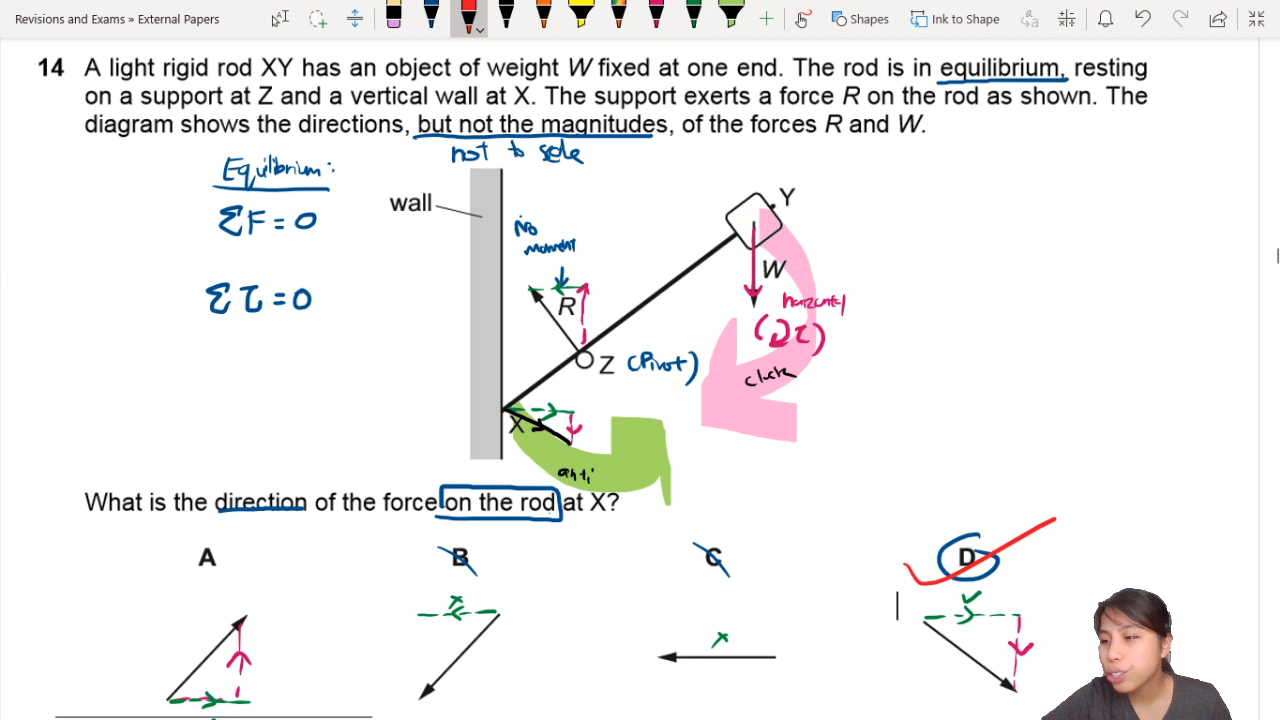 Revisions and Exams » External Papers
Shapes
Ink to Shape
14 A light rigid rod XY has an object of weight W fixed at one end. The rod is in equilibrium, resting
on a support at Z and a vertical wall at X. The support exerts a force R on the rod as shown. The
diagram shows the directions, but not the magnitudes, of the forces R and W.
not to scle
Equilibrium:
ΣF = 0
Στ = 0
wall
No
moment
Y
R
W
horizontal
(Dτ)
Z (Pivot)
clock
X
anti
What is the direction of the force on the rod at X?
A B C D